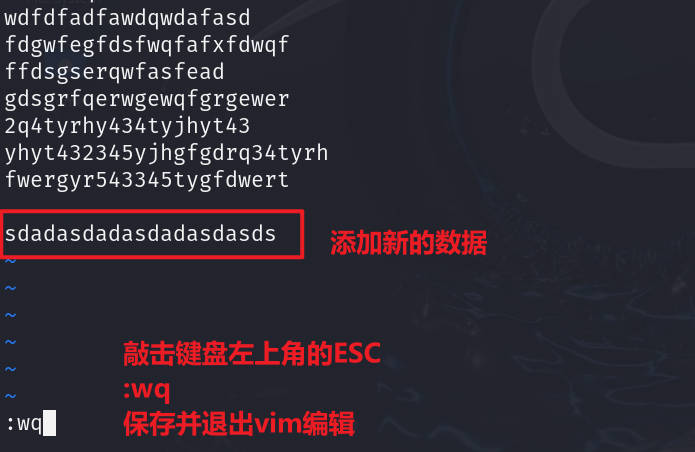 wdfdfadfawdqwdafasd
fdgwfegfdsfwqfafxfdwqf
ffdsgserqwfasfead
gdsgrfqerwgewqfgrgewer
2q4tyrhy434tyjhyt43
yhyt432345yjhgfgdrq34tyrh
fwergyr543345tygfdwert
sdadasdadasdadasdasds
添加新的数据
~
~
~
~
~
~
敲击键盘左上角的ESC
:wq
保存并退出vim编辑
:wq